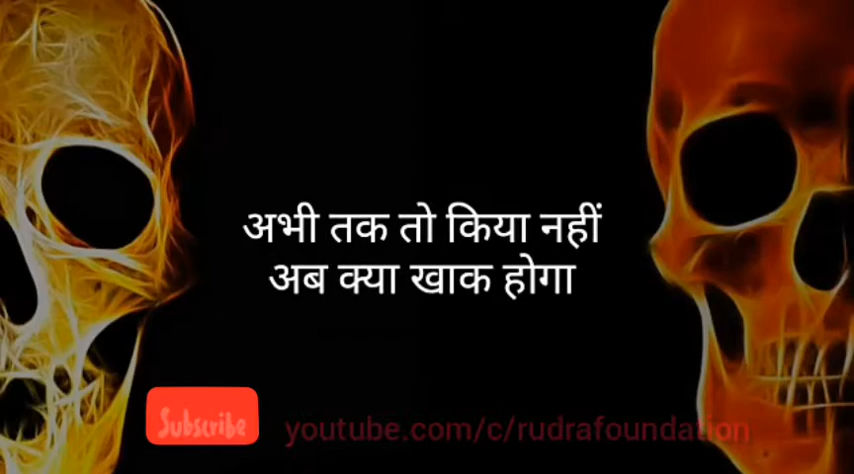 अभी तक तो किया नहीं
अब क्या खाक होगा
Subscribe
youtube.com/c/rudrafoundation